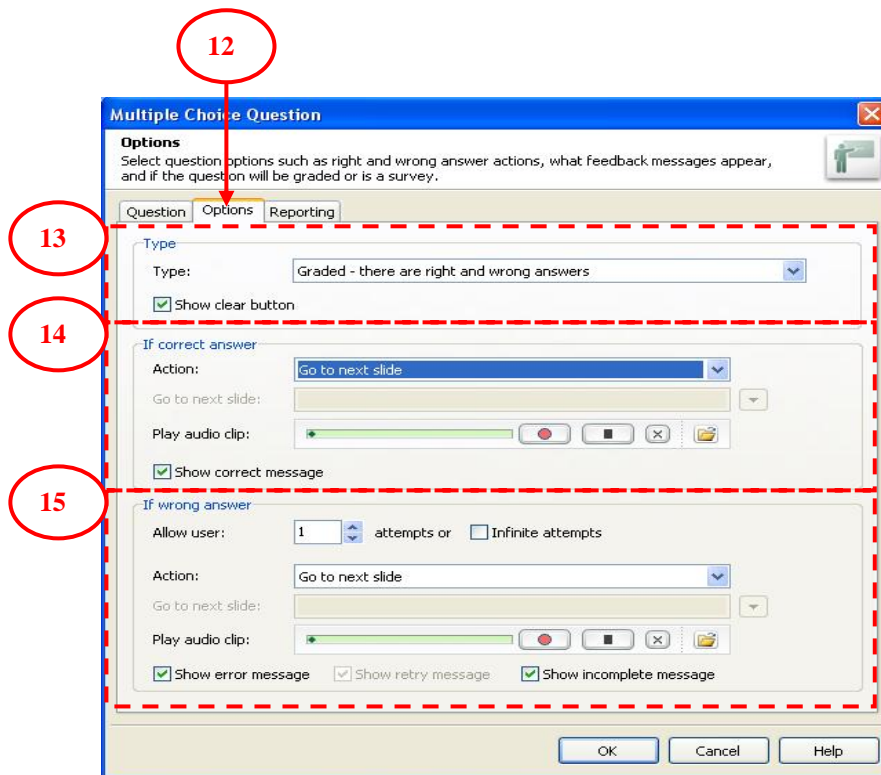 12
Multiple Choice Question
Options
Select question options such as right and wrong answer actions, what feedback messages appear,
and if the question will be graded or is a survey.
Question Options Reporting
13
Type
Type: Graded - there are right and wrong answers
Show clear button
14
If correct answer
Action: Go to next slide
Go to next slide:
Play audio clip:
Show correct message
15
If wrong answer
Allow user: 1 attempts or Infinite attempts
Action: Go to next slide
Go to next slide:
Play audio clip:
Show error message Show retry message Show incomplete message
OK Cancel Help